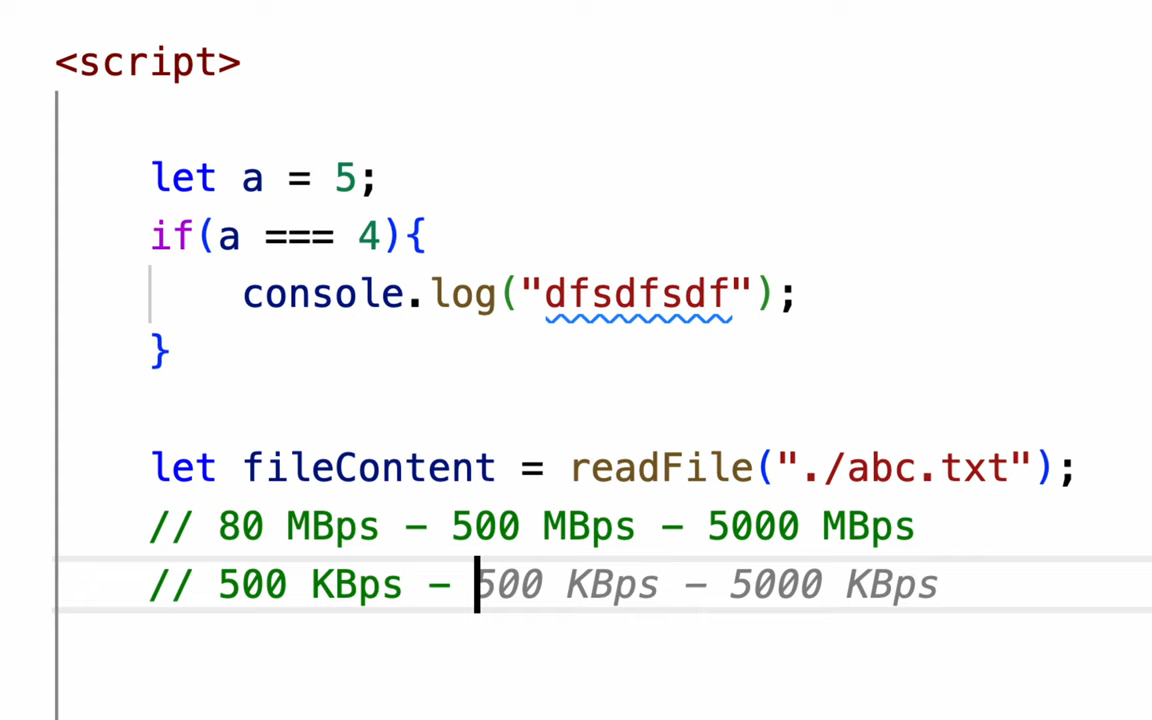 <script>
let a = 5;
if(a === 4){
console.log("dfsdfsdf");
}
let fileContent = readFile("./abc.txt");
// 80 MBps - 500 MBps - 5000 MBps
// 500 KBps - 500 KBps - 5000 KBps